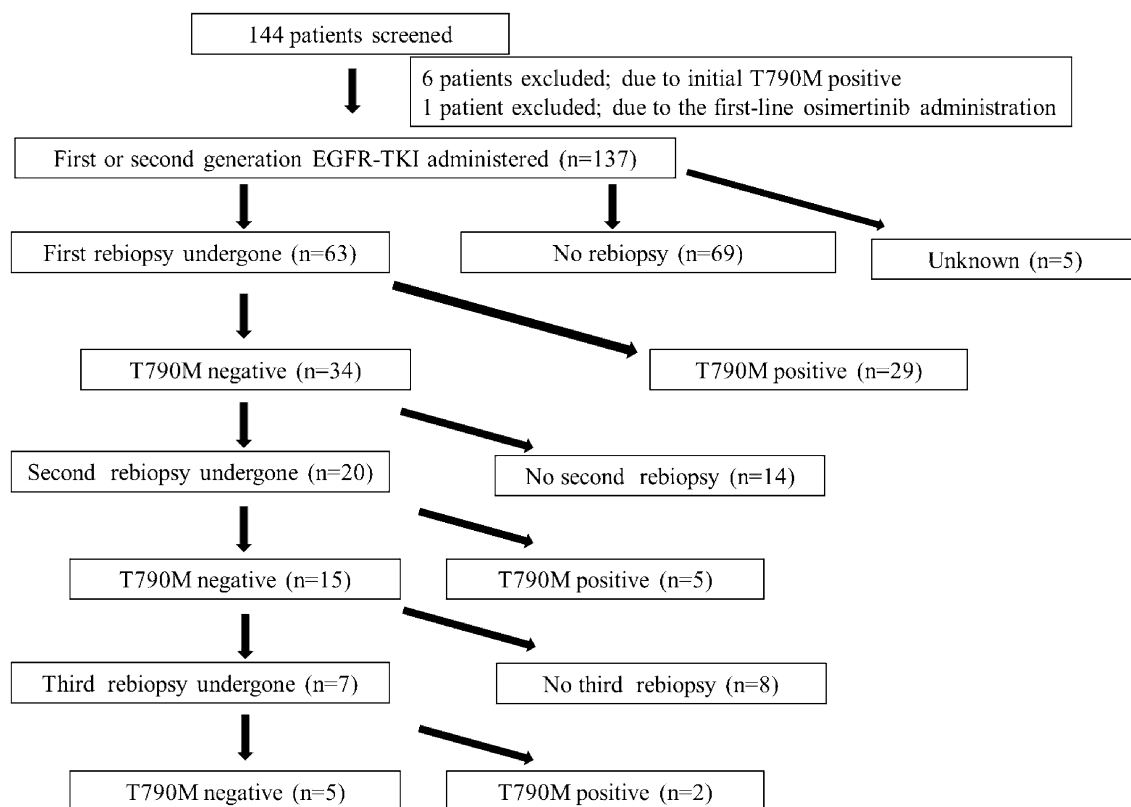 144 patients screened
6 patients excluded; due to initial T790M positive
1 patient excluded; due to the first-line osimertinib administration
First or second generation EGFR-TKI administered (n=137)
First rebiopsy undergone (n=63)
No rebiopsy (n=69)
Unknown (n=5)
T790M negative (n=34)
T790M positive (n=29)
Second rebiopsy undergone (n=20)
No second rebiopsy (n=14)
T790M negative (n=15)
T790M positive (n=5)
Third rebiopsy undergone (n=7)
No third rebiopsy (n=8)
T790M negative (n=5)
T790M positive (n=2)